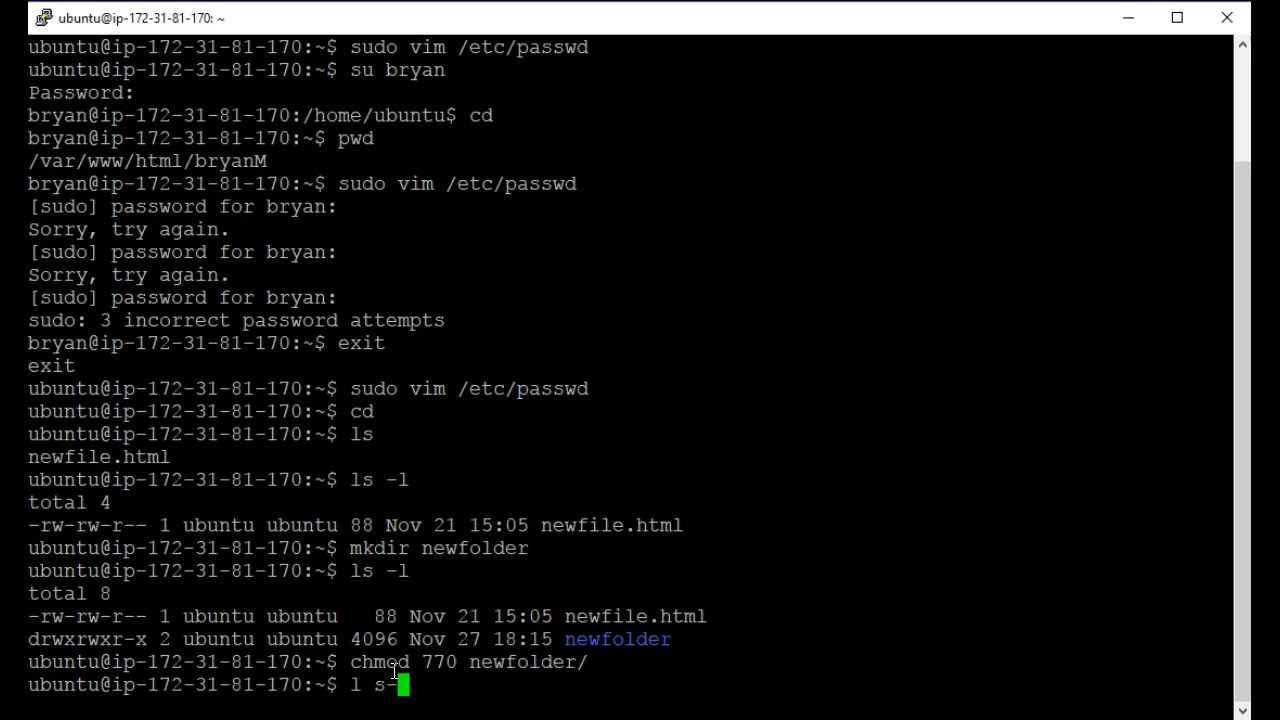 ubuntu@ip-172-31-81-170: ~
ubuntu@ip-172-31-81-170:~$ sudo vim /etc/passwd
ubuntu@ip-172-31-81-170:~$ su bryan
Password:
bryan@ip-172-31-81-170:/home/ubuntu$ cd
bryan@ip-172-31-81-170:~$ pwd
/var/www/html/bryanM
bryan@ip-172-31-81-170:~$ sudo vim /etc/passwd
[sudo] password for bryan:
Sorry, try again.
[sudo] password for bryan:
Sorry, try again.
[sudo] password for bryan:
sudo: 3 incorrect password attempts
bryan@ip-172-31-81-170:~$ exit
exit
ubuntu@ip-172-31-81-170:~$ sudo vim /etc/passwd
ubuntu@ip-172-31-81-170:~$ cd
ubuntu@ip-172-31-81-170:~$ ls
newfile.html
ubuntu@ip-172-31-81-170:~$ ls -l
total 4
-rw-rw-r-- 1 ubuntu ubuntu 88 Nov 21 15:05 newfile.html
ubuntu@ip-172-31-81-170:~$ mkdir newfolder
ubuntu@ip-172-31-81-170:~$ ls -l
total 8
-rw-rw-r-- 1 ubuntu ubuntu   88 Nov 21 15:05 newfile.html
drwxrwxr-x 2 ubuntu ubuntu 4096 Nov 27 18:15 newfolder
ubuntu@ip-172-31-81-170:~$ chmod 770 newfolder/
ubuntu@ip-172-31-81-170:~$ l s-